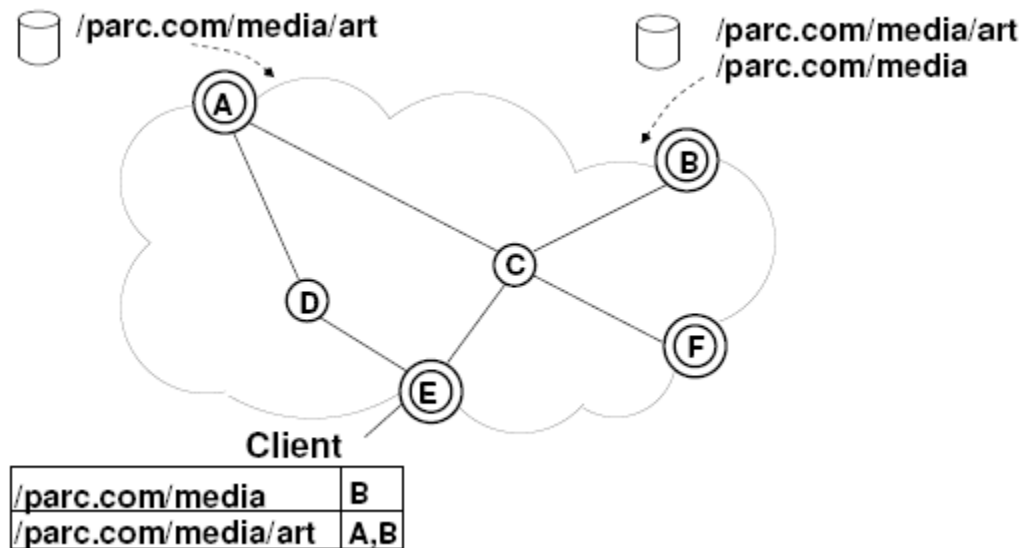 /parc.com/media/art
/parc.com/media/art
/parc.com/media
A
B
C
D
F
E
Client
/parc.com/media B
/parc.com/media/art A,B